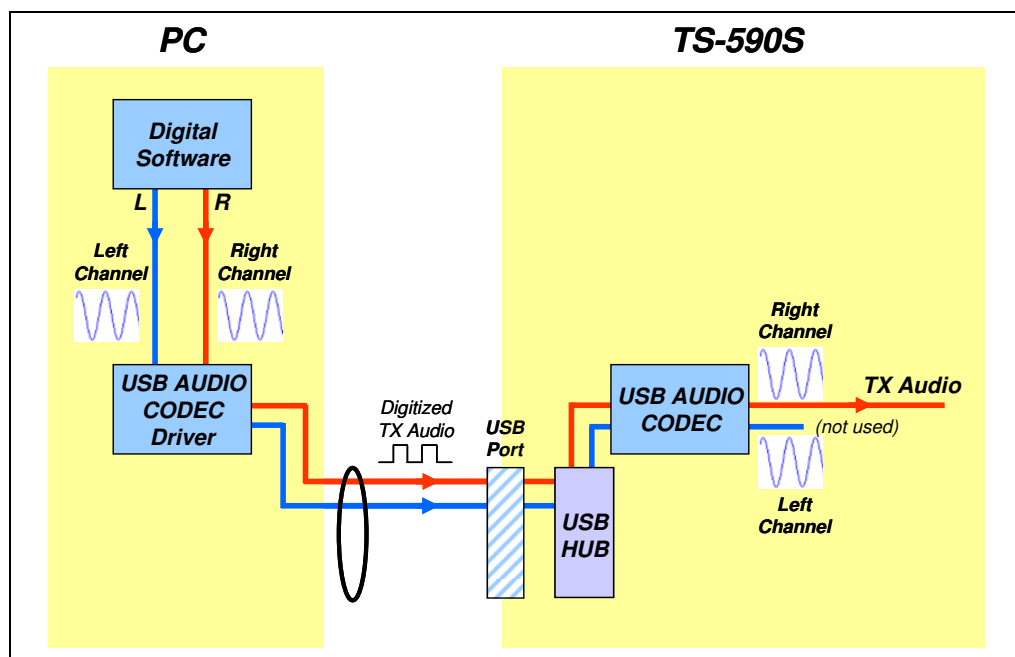 PC
TS-590S
Digital
Software
L
R
Left
Channel
Right
Channel
USB AUDIO
CODEC
Driver
Digitized
TX Audio
USB
Port
USB
HUB
USB AUDIO
CODEC
Right
Channel
TX Audio
(not used)
Left
Channel